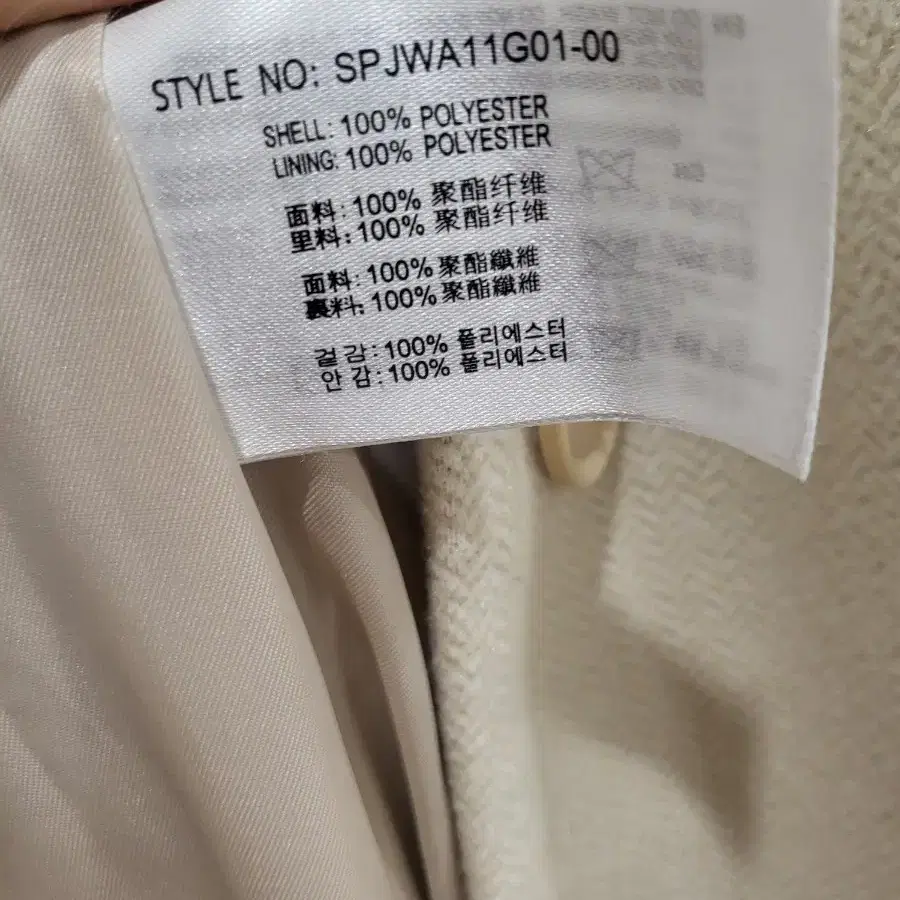 STYLE NO: SPJWA11G01-00
SHELL: 100% POLYESTER
LINING: 100% POLYESTER
面料: 100% 聚酯纤维
里料: 100% 聚酯纤维
面料: 100% 聚酯纖維
裏料: 100% 聚酯纖維
겉감: 100% 폴리에스터
안감: 100% 폴리에스터